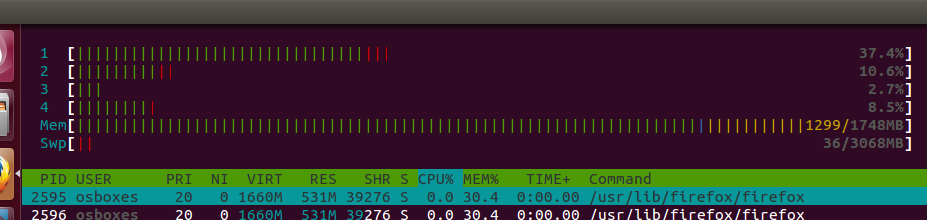 1 [||||||||||||||||||||||||||||||||||| 37.4%]
2 [||||||||||| 10.6%]
3 [||| 2.7%]
4 [||||||||| 8.5%]
Mem[||||||||||||||||||||||||||||||||||||||||||||||||||||||||||||||||||||||||||||||||1299/1748MB]
Swp[|| 36/3068MB]
PID USER PRI NI VIRT RES SHR S CPU% MEM% TIME+ Command
2595 osboxes 20 0 1660M 531M 39276 S 0.0 30.4 0:00.00 /usr/lib/firefox/firefox
2596 osboxes 20 0 1660M 531M 39276 S 0.0 30.4 0:00.00 /usr/lib/firefox/firefox